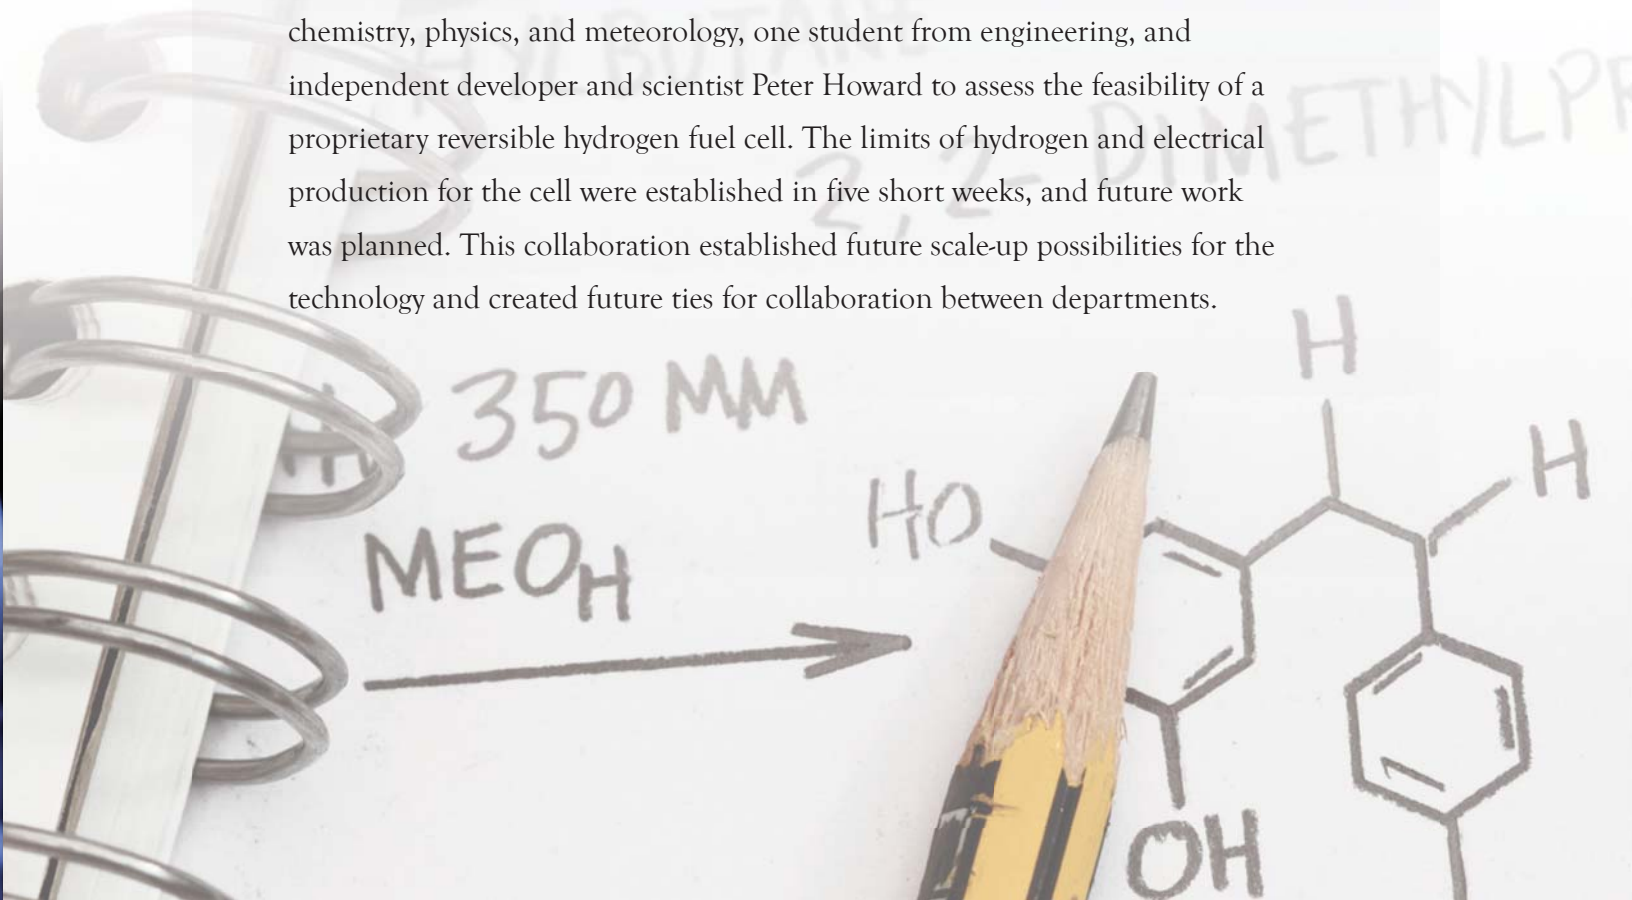 chemistry, physics, and meteorology, one student from engineering, and
independent developer and scientist Peter Howard to assess the feasibility of a
proprietary reversible hydrogen fuel cell. The limits of hydrogen and electrical
production for the cell were established in five short weeks, and future work
was planned. This collaboration established future scale-up possibilities for the
technology and created future ties for collaboration between departments.
2,2-DIMETHYLPR
350 MM
MEOH
H
H
HO
OH